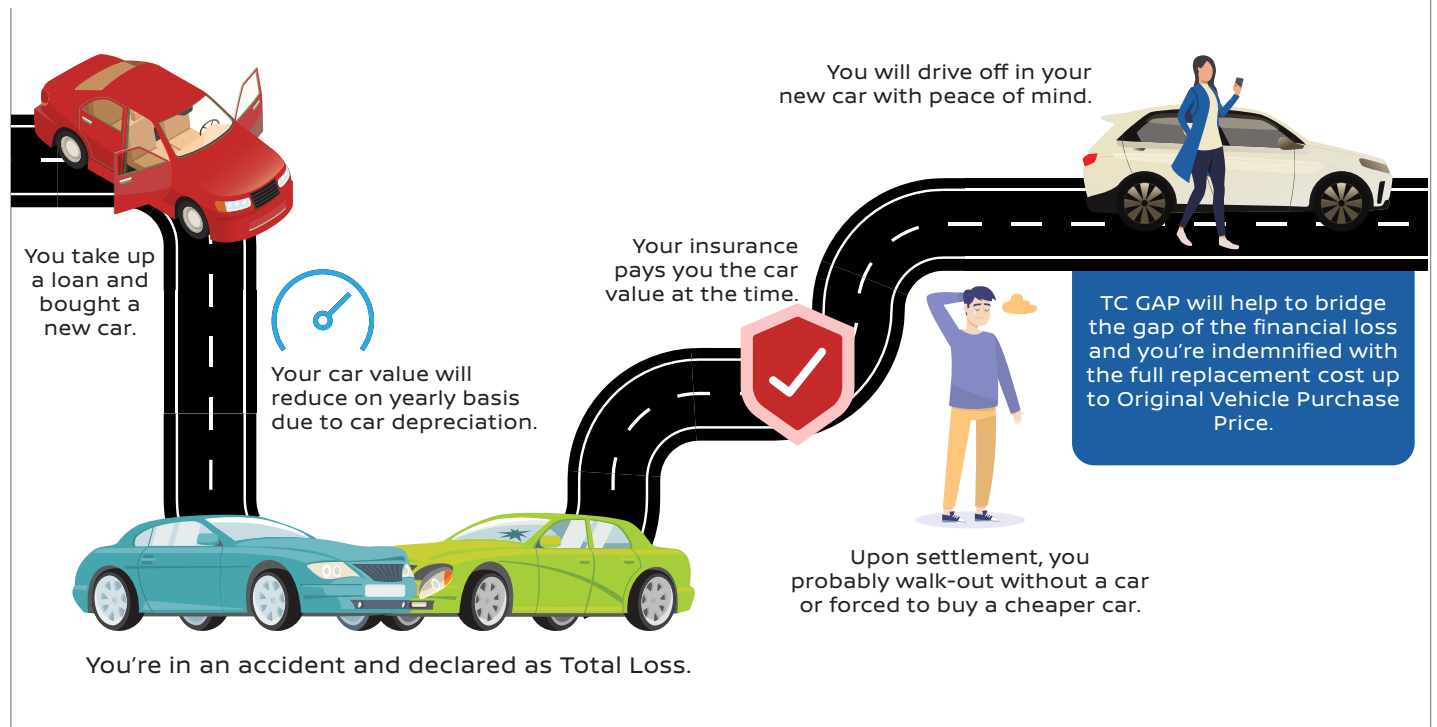 You take up
a loan and
bought a
new car.
Your car value will
reduce on yearly basis
due to car depreciation.
You're in an accident and declared as Total Loss.
Your insurance
pays you the car
value at the time.
Upon settlement, you
probably walk-out without a car
or forced to buy a cheaper car.
TC GAP will help to bridge
the gap of the financial loss
and you're indemnified with
the full replacement cost up
to Original Vehicle Purchase
Price.
You will drive off in your
new car with peace of mind.